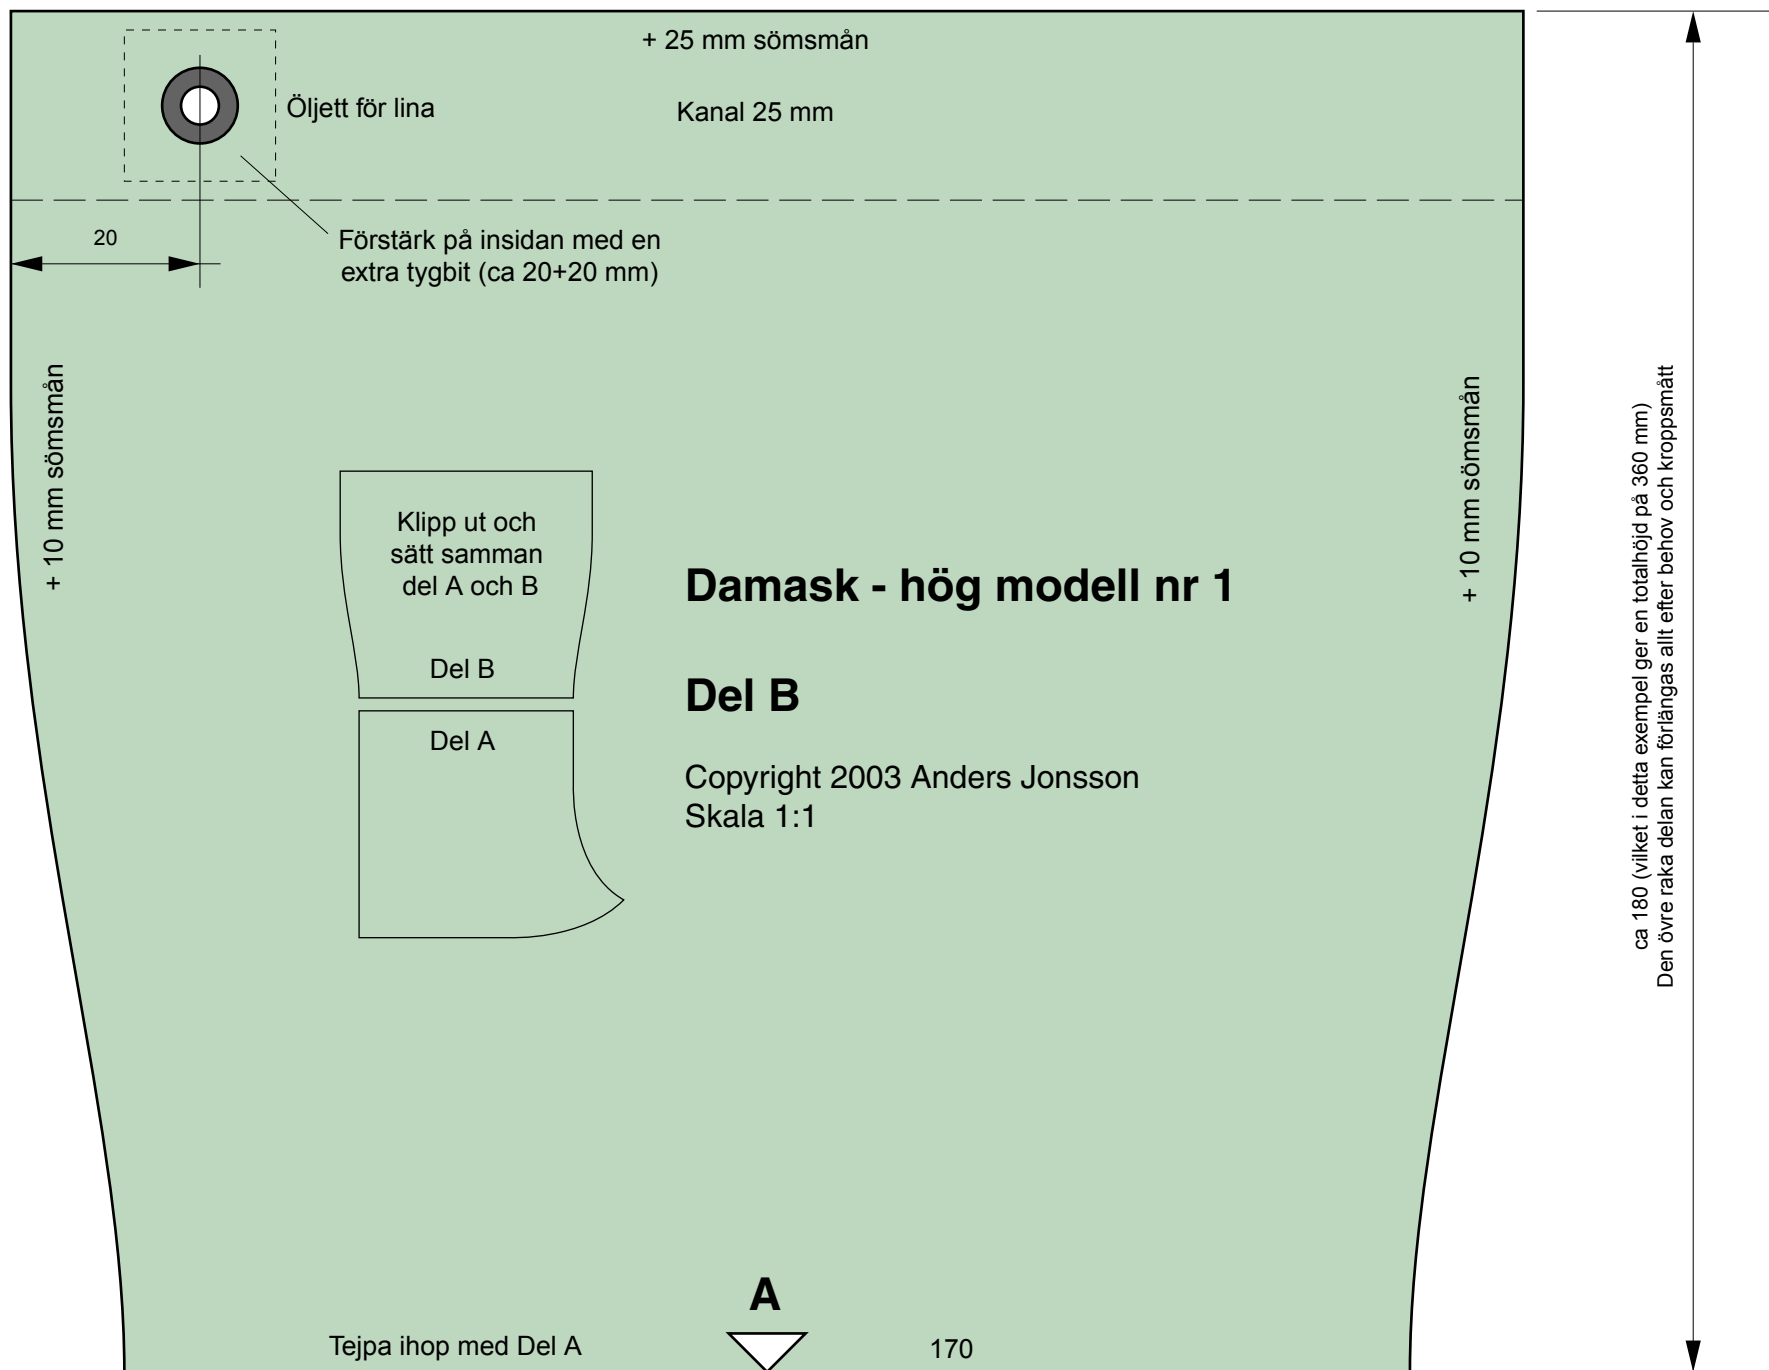 + 25 mm sömsmån
Öljett för lina
Kanal 25 mm
20
Förstärk på insidan med en
extra tygbit (ca 20+20 mm)
+ 10 mm sömsmån
+ 10 mm sömsmån
ca 180 (vilket i detta exempel ger en totalhöjd på 360 mm)
Den övre raka delan kan förlängas allt efter behov och kroppsmått
Klipp ut och
sätt samman
del A och B
Del B
Del A
Damask - hög modell nr 1
Del B
Copyright 2003 Anders Jonsson
Skala 1:1
A
Tejpa ihop med Del A
170